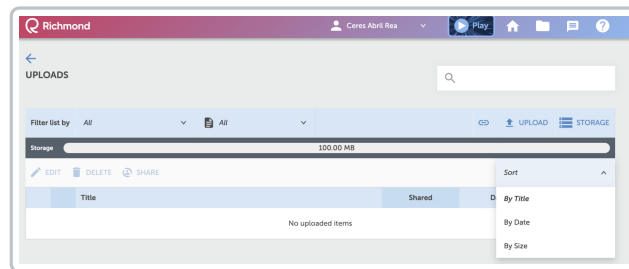 Richmond
Ceres Abril Rea
Play
UPLOADS
Filter list by All All UPLOAD STORAGE
Storage 100.00 MB
EDIT DELETE SHARE Sort
Title Shared D By Title
No uploaded items By Date
By Size